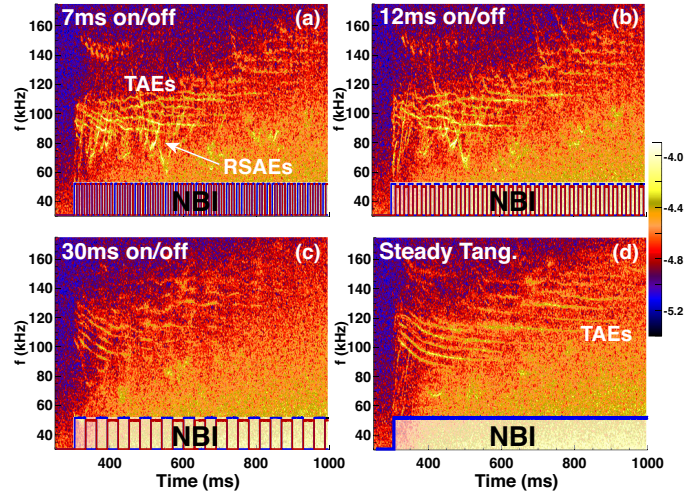 7ms on/off (a)
12ms on/off (b)
f (kHz)
160
140
120
100
80
60
40
TAEs
RSAEs
NBI
f (kHz)
160
140
120
100
80
60
40
NBI
-4.0
-4.4
-4.8
-5.2
30ms on/off (c)
Steady Tang. (d)
f (kHz)
160
140
120
100
80
60
40
NBI
400 600 800 1000
Time (ms)
f (kHz)
160
140
120
100
80
60
40
TAEs
NBI
400 600 800 1000
Time (ms)